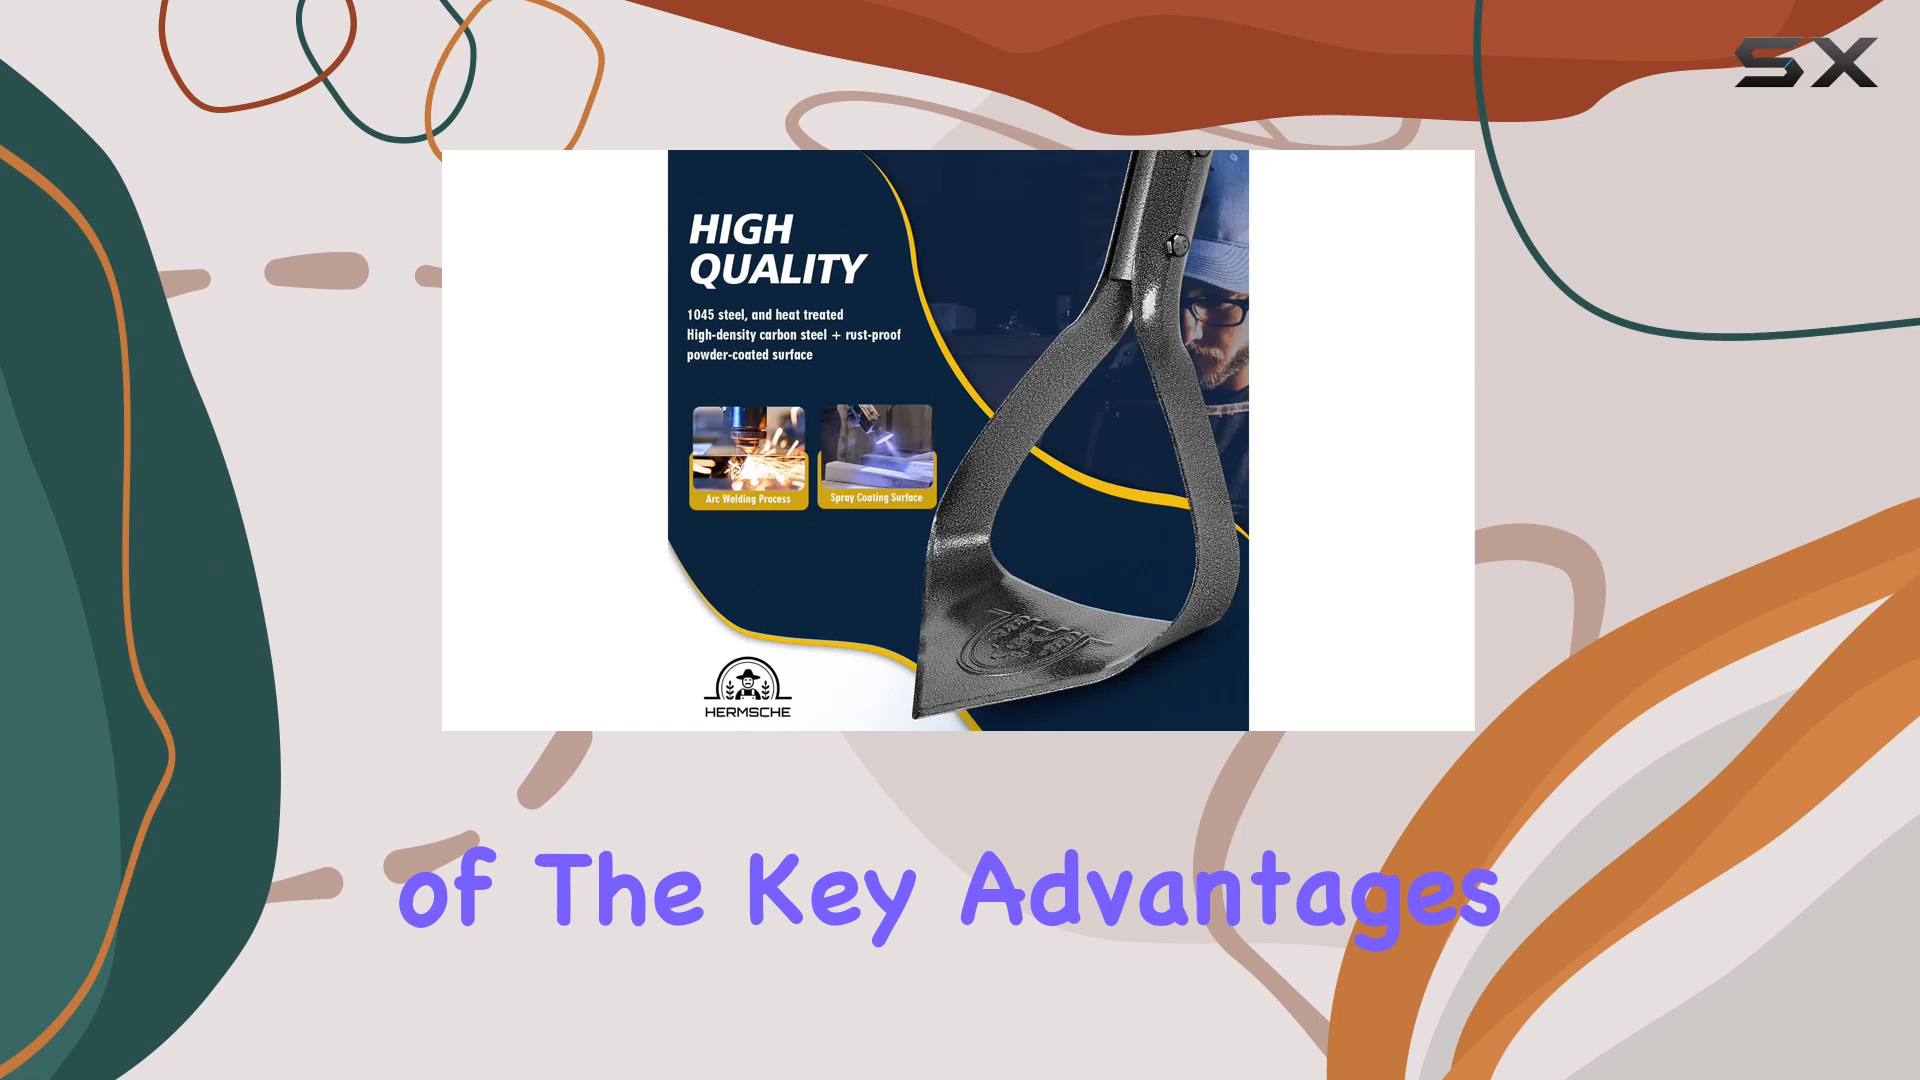 SX
HIGH
QUALITY
1045 steel, and heat treated
High-density carbon steel + rust-proof
powder-coated surface
Arc Welding Process
Spray Coating Surface
HERMSCHE
of The Key Advantages